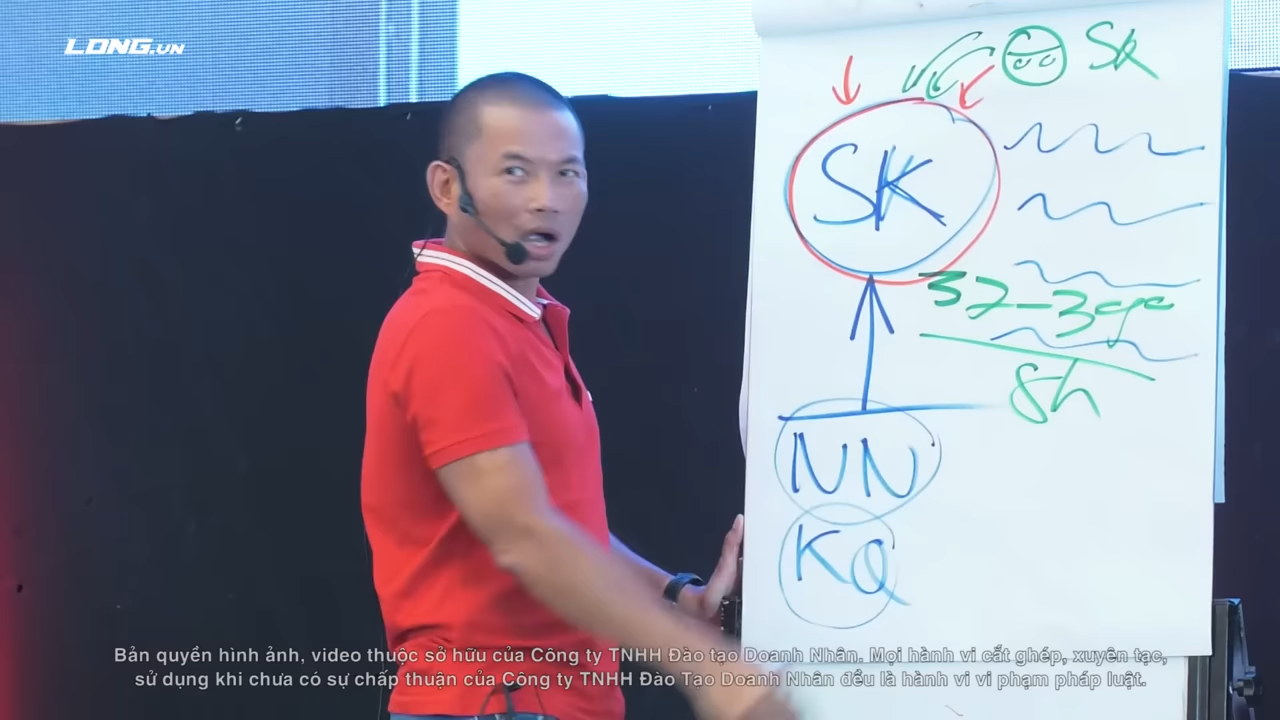 LONG.VN
SK
SK
37-3
8h
NN
KQ
Bản quyền hình ảnh, video thuộc sở hữu của Công ty TNHH Đào tạo Doanh Nhân. Mọi hành vi cắt ghép, xuyên tạc,
sử dụng khi chưa có sự chấp thuận của Công ty TNHH Đào Tạo Doanh Nhân đều là hành vi vi phạm pháp luật.